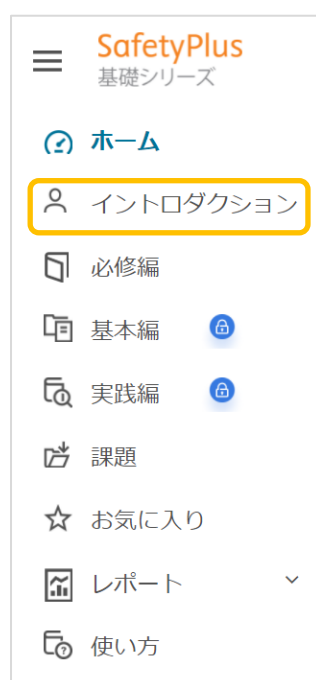 SafetyPlus
基礎シリーズ
ホーム
イントロダクション
必修編
基本編
実践編
課題
お気に入り
レポート
使い方